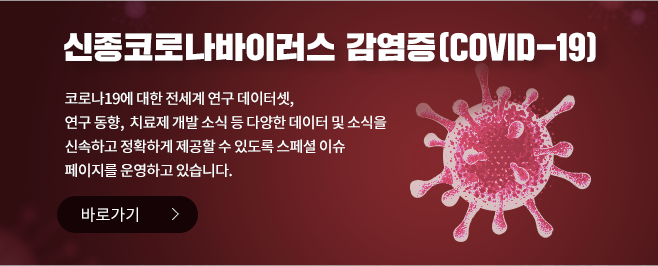 신종코로나바이러스 감염증(COVID-19)
코로나19에 대한 전세계 연구 데이터셋,
연구 동향, 치료제 개발 소식 등 다양한 데이터 및 소식을
신속하고 정확하게 제공할 수 있도록 스페셜 이슈
페이지를 운영하고 있습니다.
바로가기 >